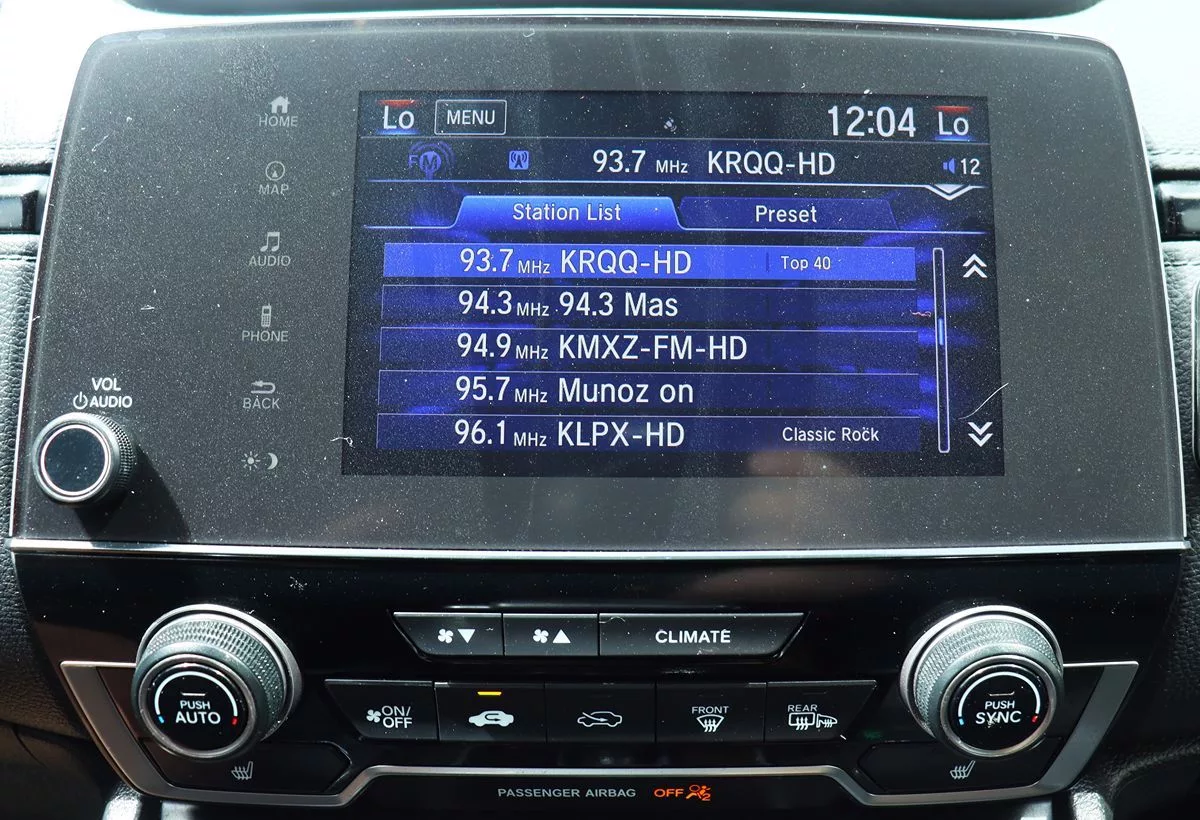 Lo MENU 12:04 Lo
FM 93.7 MHz KRQQ-HD 12
Station List Preset
93.7 MHz KRQQ-HD Top 40
94.3 MHz 94.3 Mas
94.9 MHz KMXZ-FM-HD
95.7 MHz Munoz on
96.1 MHz KLPX-HD Classic Rock
HOME
MAP
AUDIO
PHONE
BACK
VOL
AUDIO
CLIMATE
PUSH
AUTO
ON/
OFF
FRONT
REAR
PUSH
SYNC
PASSENGER AIRBAG OFF 2